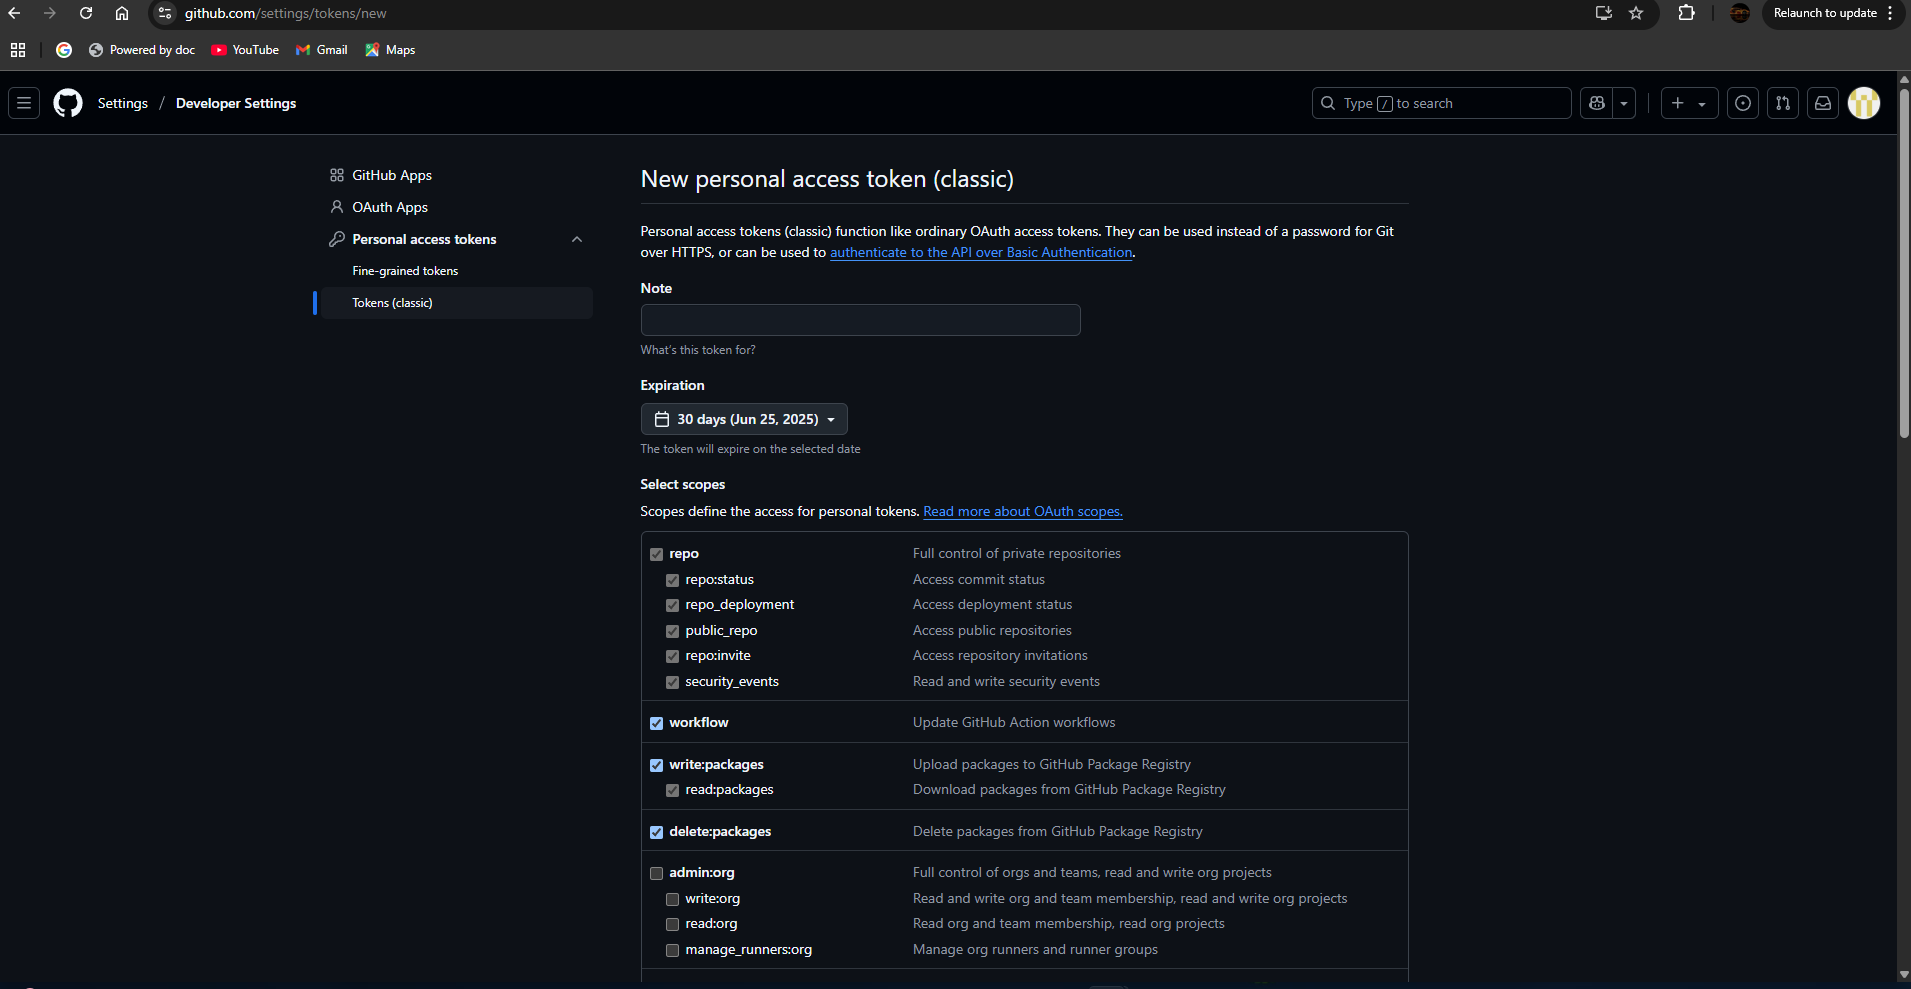 github.com/settings/tokens/new
Relaunch to update
Powered by doc
YouTube
Gmail
Maps
Settings / Developer Settings
Type / to search
GitHub Apps
OAuth Apps
Personal access tokens
Fine-grained tokens
Tokens (classic)
New personal access token (classic)
Personal access tokens (classic) function like ordinary OAuth access tokens. They can be used instead of a password for Git
over HTTPS, or can be used to authenticate to the API over Basic Authentication.
Note
What's this token for?
Expiration
30 days (Jun 25, 2025)
The token will expire on the selected date
Select scopes
Scopes define the access for personal tokens. Read more about OAuth scopes.
repo Full control of private repositories
repo:status Access commit status
repo_deployment Access deployment status
public_repo Access public repositories
repo:invite Access repository invitations
security_events Read and write security events
workflow Update GitHub Action workflows
write:packages Upload packages to GitHub Package Registry
read:packages Download packages from GitHub Package Registry
delete:packages Delete packages from GitHub Package Registry
admin:org Full control of orgs and teams, read and write org projects
write:org Read and write org and team membership, read and write org projects
read:org Read org and team membership, read org projects
manage_runners:org Manage org runners and runner groups